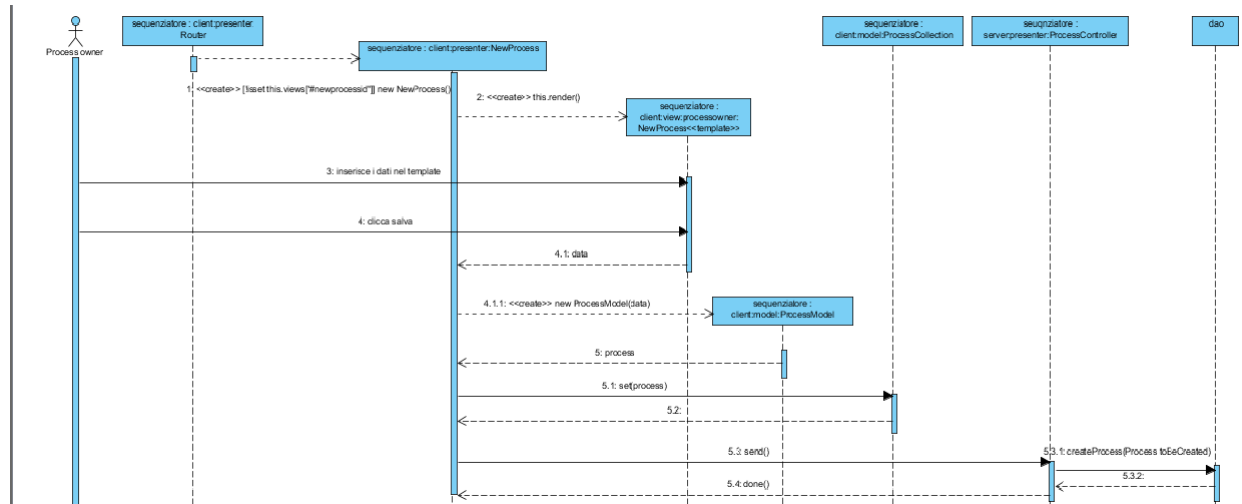 sequenziatore : client:presenter
Router
sequenziatore :
client:model:ProcessCollection
seuqnziatore :
server:presenter:ProcessController
dao
Process owner
sequenziatore : client:presenter:NewProcess
1: <<create>> [!isset this.views["#newprocessid"]] new NewProcess()
2: <<create>> this.render()
sequenziatore :
client:view:processowner:
NewProcess<<template>>
3: inserisce i dati nel template
4: clicca salva
4.1: data
4.1.1: <<create>> new ProcessModel(data)
sequenziatore :
client:model:ProcessModel
5: process
5.1: set(process)
5.2:
5.3: send()
5.3.1: createProcess(Process toBeCreated)
5.3.2:
5.4: done()